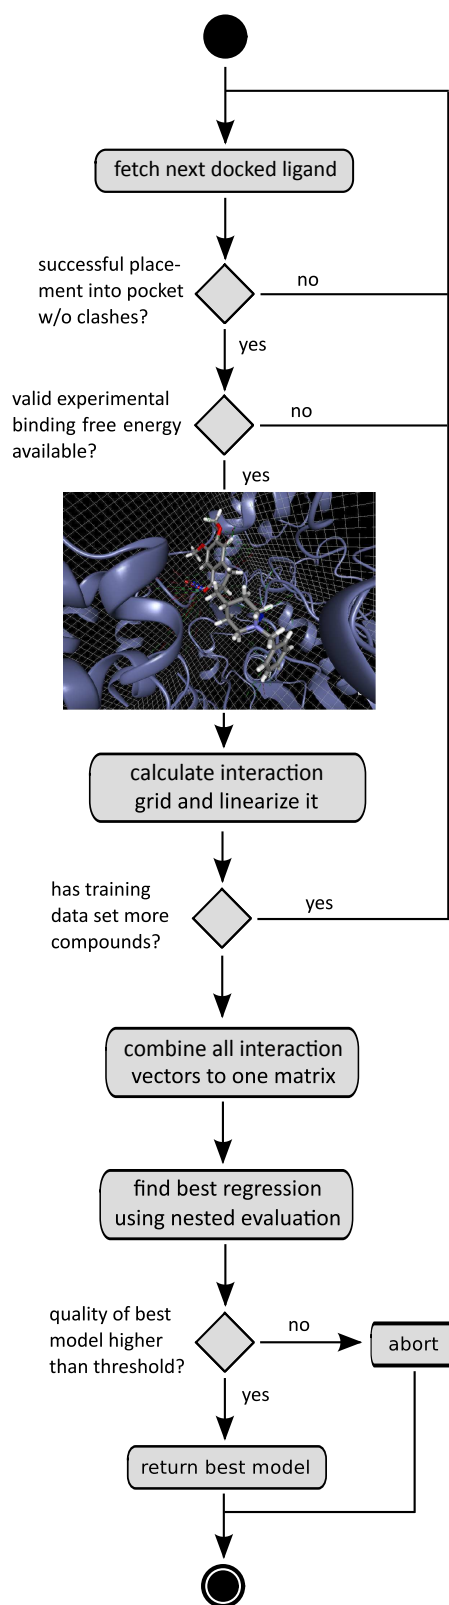 fetch next docked ligand
successful place-
ment into pocket
w/o clashes?
no
yes
valid experimental
binding free energy
available?
no
yes
calculate interaction
grid and linearize it
has training
data set more
compounds?
yes
combine all interaction
vectors to one matrix
find best regression
using nested evaluation
quality of best
model higher
than threshold?
no
abort
yes
return best model